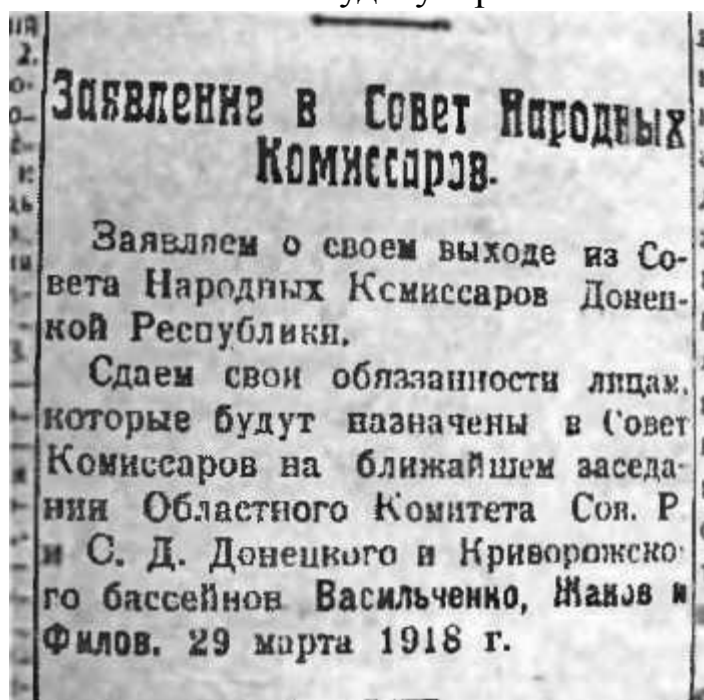 Заявление в Совет Народных
Комиссаров.
Заявляем о своем выходе из Со-
вета Народных Комиссаров Донец-
кой Республики.
Сдаем свои обязанности лицам,
которые будут назначены в Совет
Комиссаров на ближайшем заседа-
нии Областного Комитета Сов. Р.
и С. Д. Донецкого и Криворожско-
го бассейнов Васильченко, Жаков и
Филов. 29 марта 1918 г.